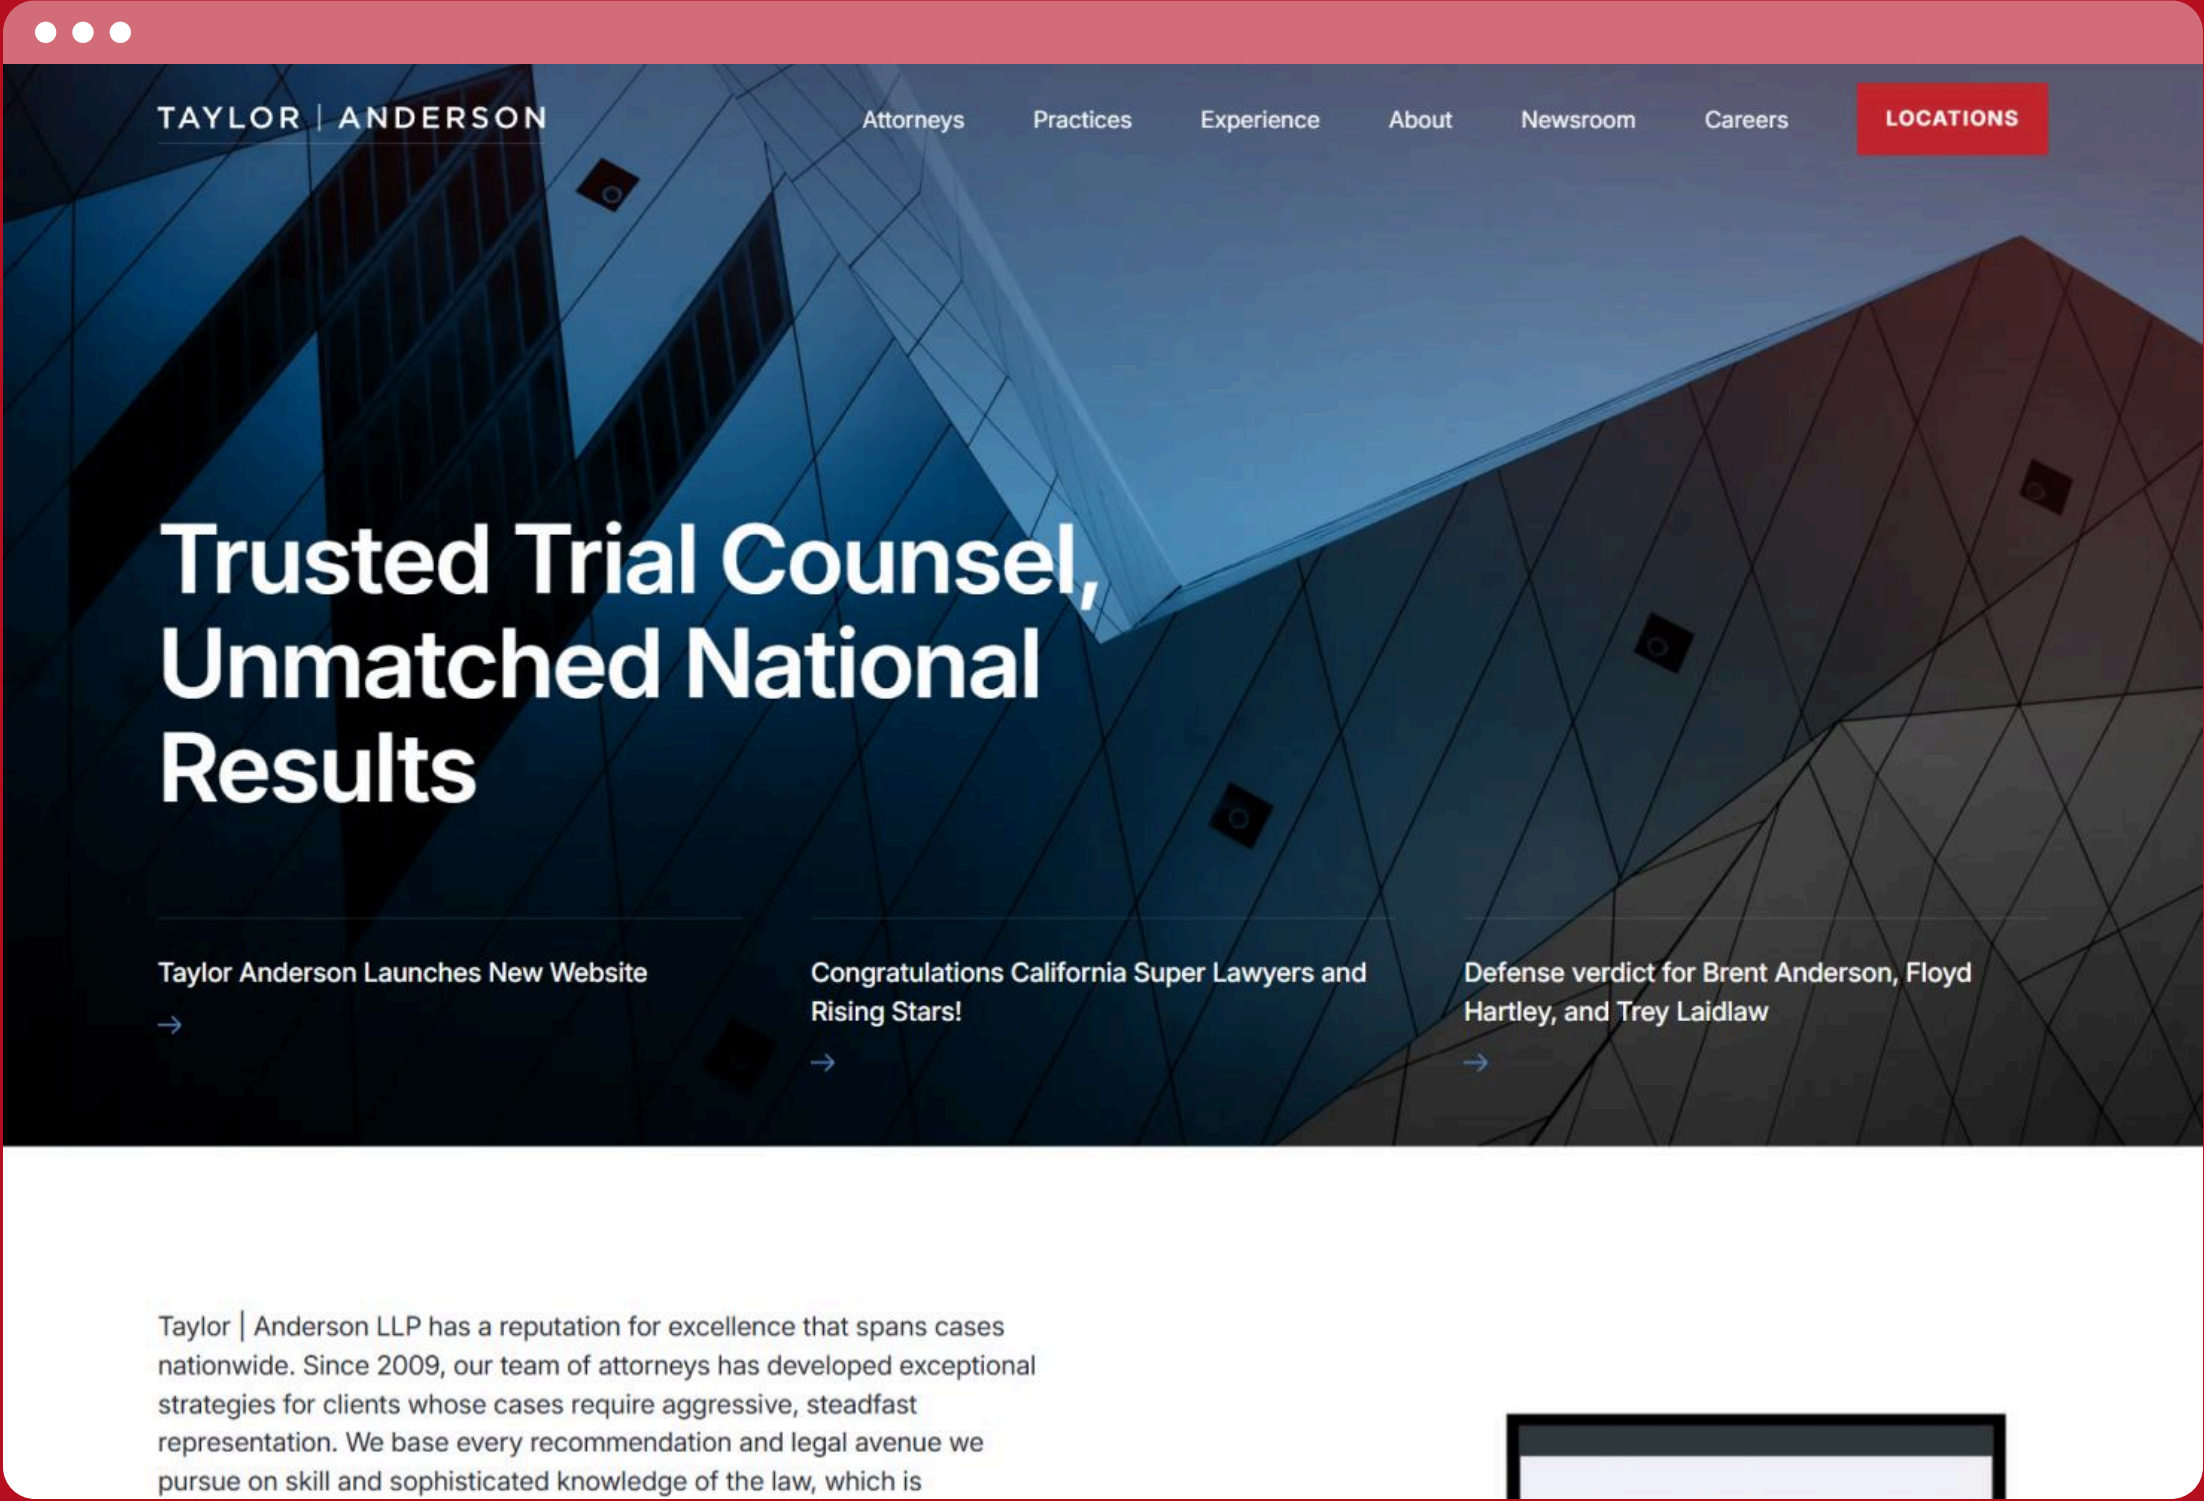 TAYLOR | ANDERSON
Attorneys
Practices
Experience
About
Newsroom
Careers
LOCATIONS
Trusted Trial Counsel,
Unmatched National
Results
Taylor Anderson Launches New Website
Congratulations California Super Lawyers and
Rising Stars!
Defense verdict for Brent Anderson, Floyd
Hartley, and Trey Laidlaw
Taylor | Anderson LLP has a reputation for excellence that spans cases
nationwide. Since 2009, our team of attorneys has developed exceptional
strategies for clients whose cases require aggressive, steadfast
representation. We base every recommendation and legal avenue we
pursue on skill and sophisticated knowledge of the law, which is